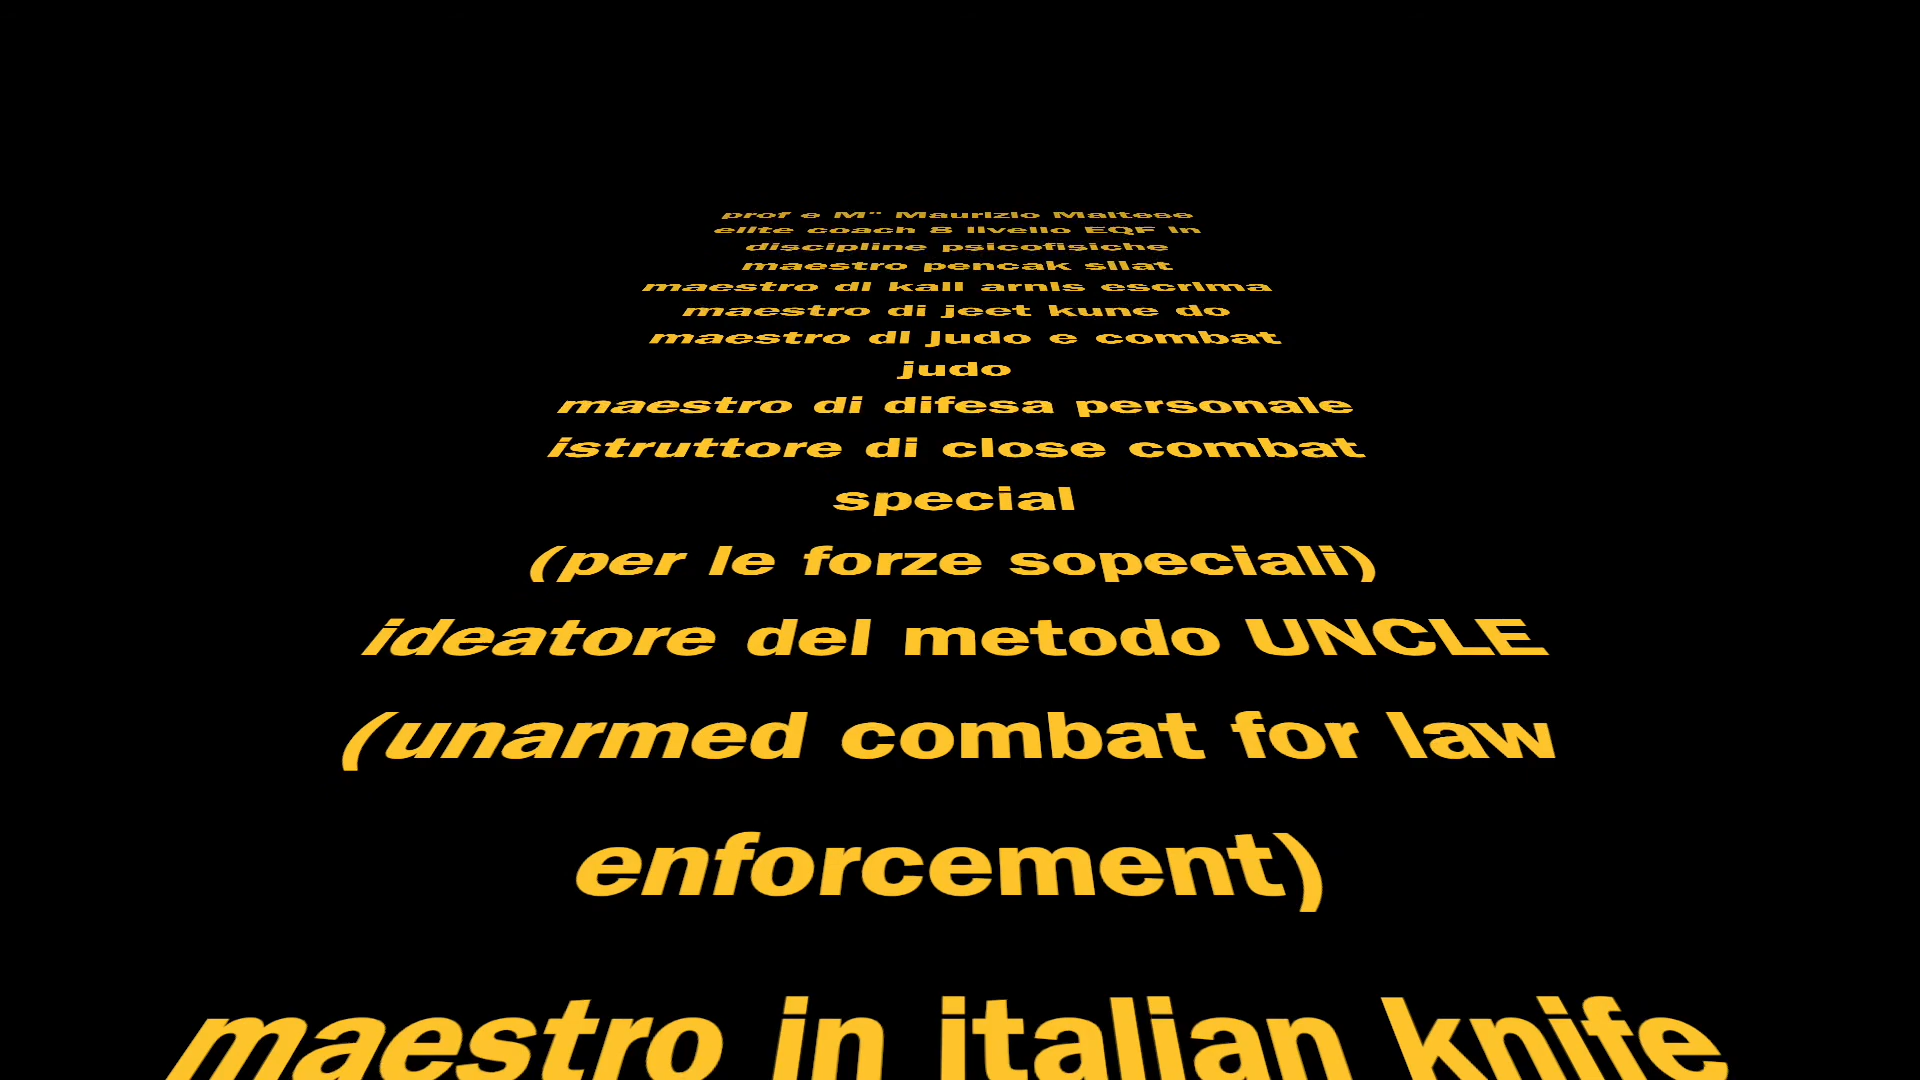 prof e M" Maurizio Maltese
elite coach 8 livello EQF in
discipline psicofisiche
maestro pencak silat
maestro di kali arnis escrima
maestro di jeet kune do
maestro di judo e combat
judo
maestro di difesa personale
istruttore di close combat
special
(per le forze sopeciali)
ideatore del metodo UNCLE
(unarmed combat for law
enforcement)
maestro in italian knife